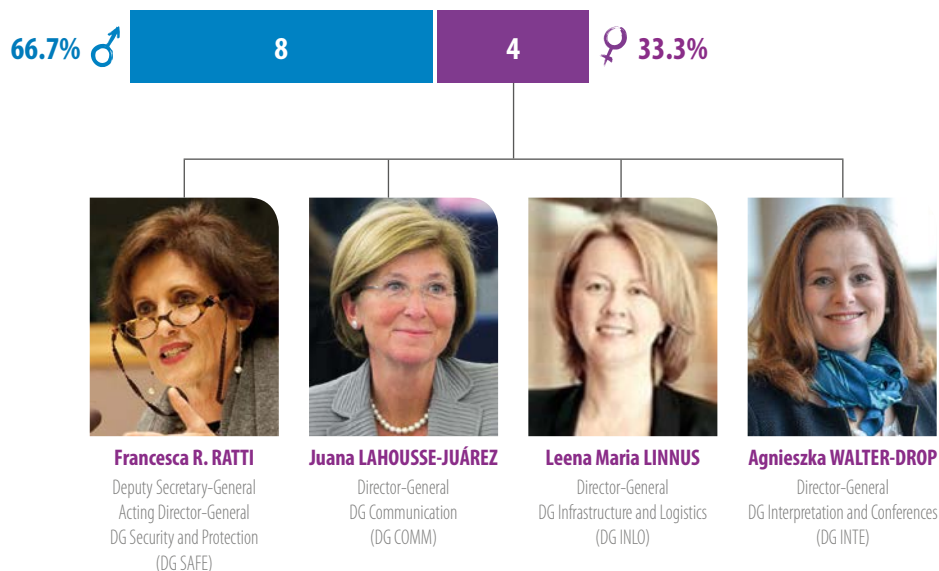 66.7% 8 4 33.3%
Francesca R. RATTI
Deputy Secretary-General
Acting Director-General
DG Security and Protection
(DG SAFE)
Juana LAHOUSSE-JUÁREZ
Director-General
DG Communication
(DG COMM)
Leena Maria LINNUS
Director-General
DG Infrastructure and Logistics
(DG INLO)
Agnieszka WALTER-DROP
Director-General
DG Interpretation and Conferences
(DG INTE)